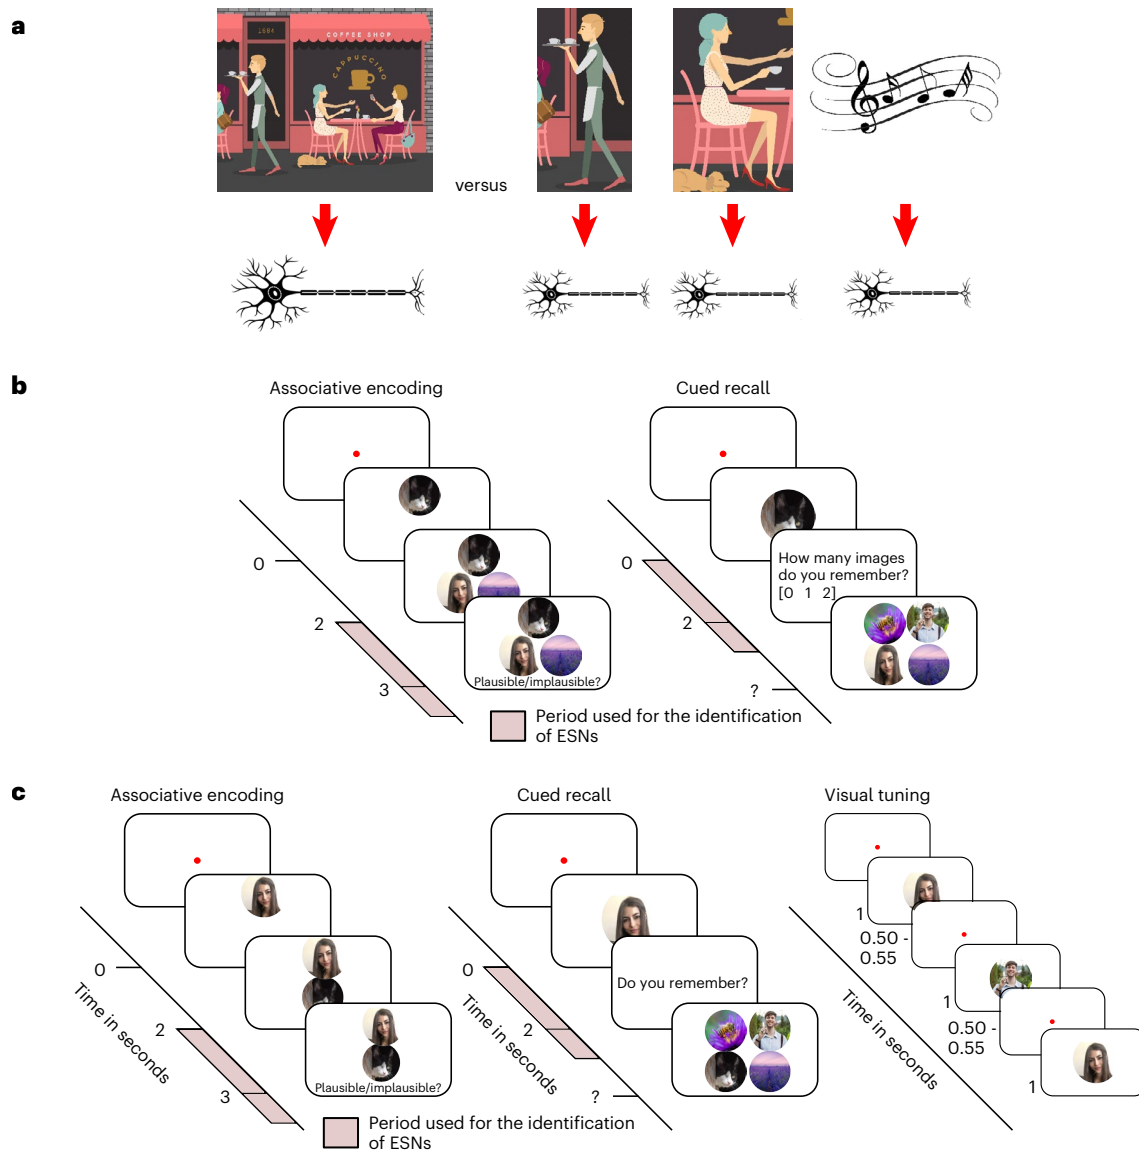 a
1684
COFFEE SHOP
CAPPUCCINO
versus
b
Associative encoding
Cued recall
0
2
3
Plausible/implausible?
0
2
?
How many images
do you remember?
[0 1 2]
Period used for the identification
of ESNs
c
Associative encoding
Cued recall
Visual tuning
0
2
3
Time in seconds
Plausible/implausible?
0
2
?
Time in seconds
Do you remember?
1
0.50 -
0.55
1
0.50 -
0.55
1
Time in seconds
Period used for the identification
of ESNs